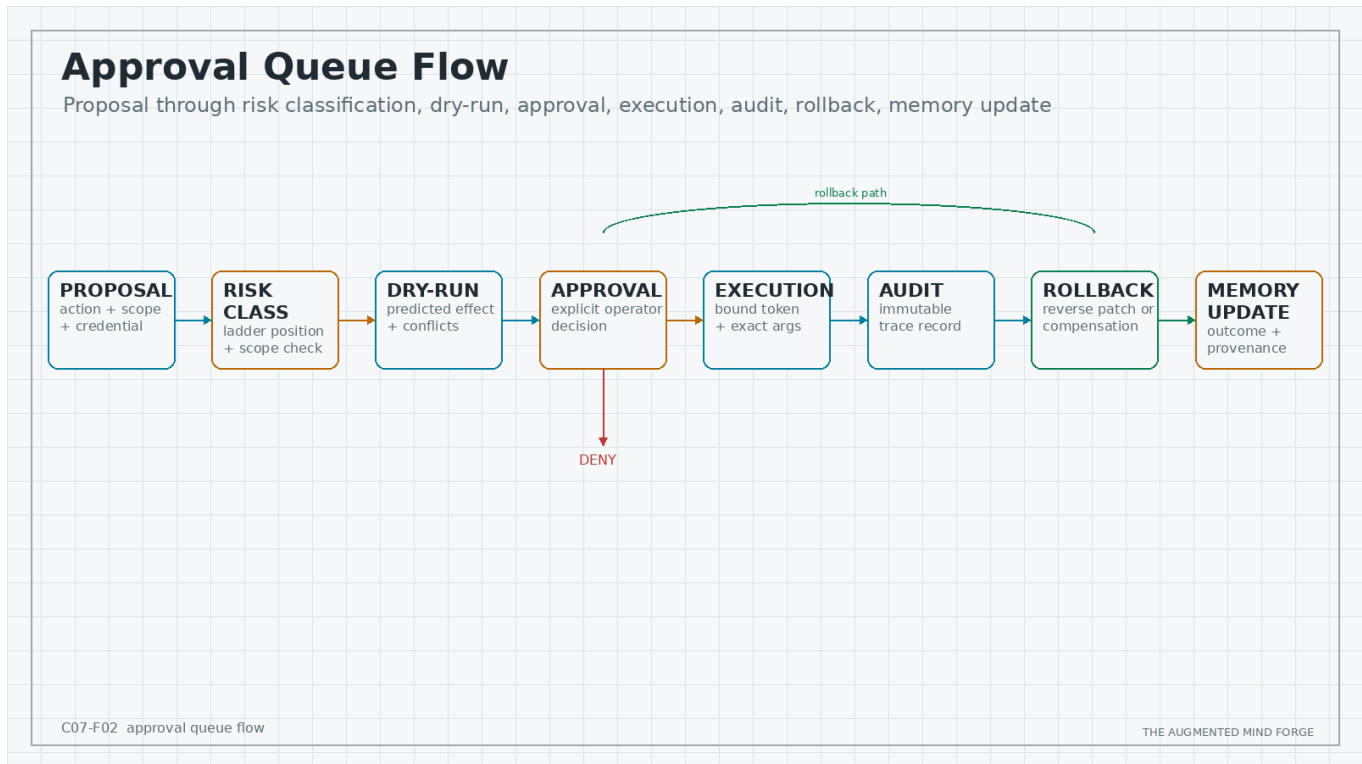 Approval Queue Flow
Proposal through risk classification, dry-run, approval, execution, audit, rollback, memory update
rollback path
PROPOSAL
action + scope
+ credential
RISK
CLASS
ladder position
+ scope check
DRY-RUN
predicted effect
+ conflicts
APPROVAL
explicit operator
decision
EXECUTION
bound token
+ exact args
AUDIT
immutable
trace record
ROLLBACK
reverse patch or
compensation
MEMORY
UPDATE
outcome +
provenance
DENY
C07-F02 approval queue flow
THE AUGMENTED MIND FORGE